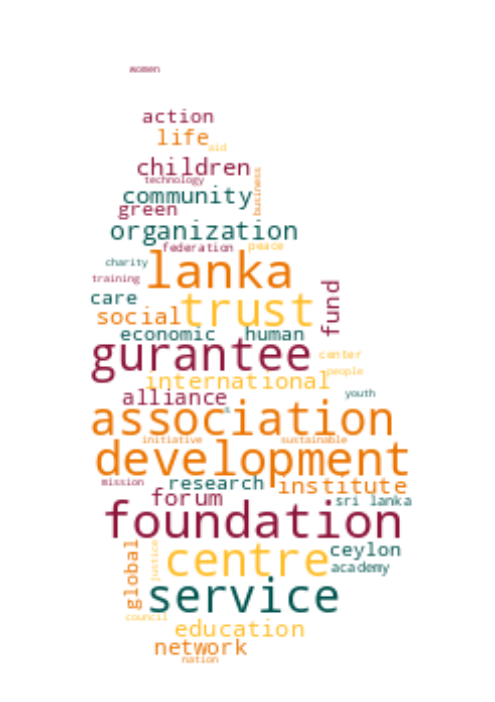 women
action
life
aid
children
technology
business
community
green
organization
federation
peace
charity
lanka
training
care
fund
trust
social
economic
human
gurantee
center
international
people
alliance
youth
association
initiative
sustainable
development
mission
research
institute
forum
sri lanka
foundation
global
justice
centre
ceylon
academy
service
council
education
network
nation